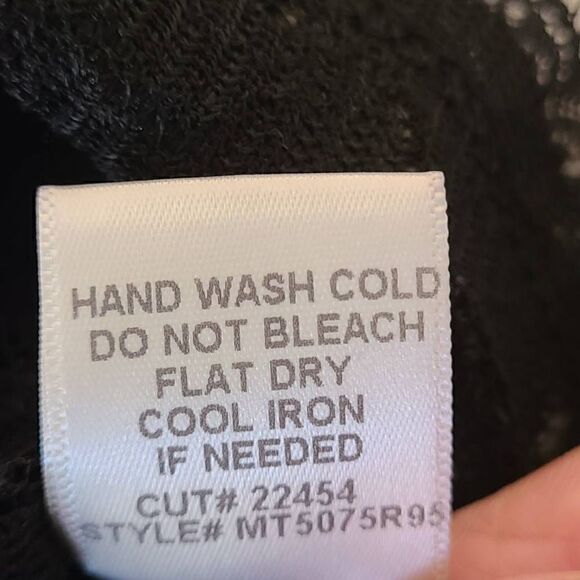 HAND WASH COLD
DO NOT BLEACH
FLAT DRY
COOL IRON
IF NEEDED
CUT# 22454
STYLE# MT5075R95